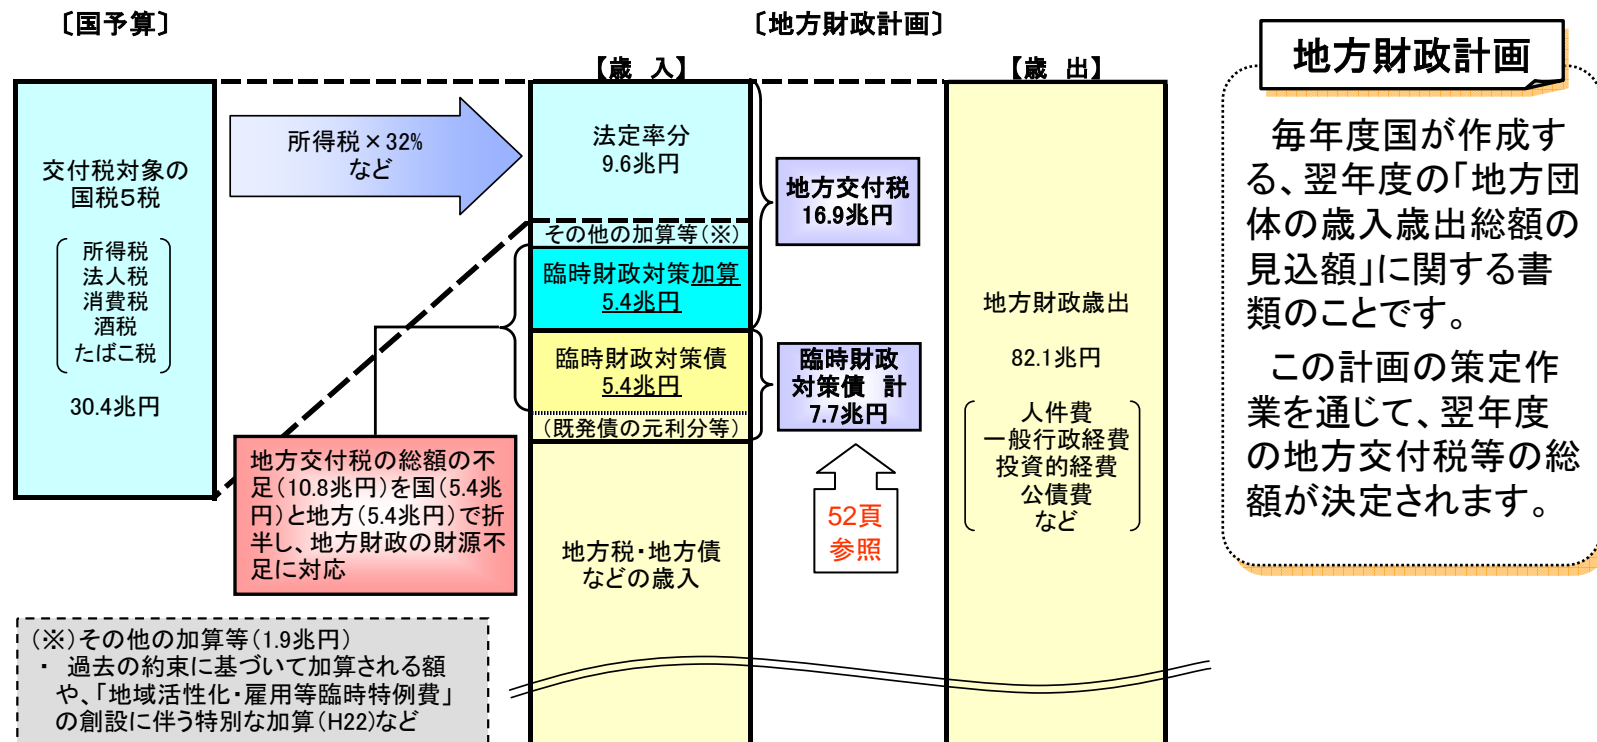 〔国予算〕
〔地方財政計画〕
【歳　入】
【歳　出】
交付税対象の
国税５税
所得税
法人税
消費税
酒税
たばこ税
30.4兆円
所得税×32%
など
法定率分
9.6兆円
その他の加算等(※)
臨時財政対策加算
5.4兆円
臨時財政対策債
5.4兆円
(既発債の元利分等)
地方税・地方債
などの歳入
地方交付税
16.9兆円
臨時財政
対策債　計
7.7兆円
52頁
参照
地方財政歳出
82.1兆円
人件費
一般行政経費
投資的経費
公債費
など
地方交付税の総額の不
足(10.8兆円)を国(5.4兆
円)と地方(5.4兆円)で折
半し、地方財政の財源不
足に対応
(※)その他の加算等(1.9兆円)
・ 過去の約束に基づいて加算される額
や、「地域活性化・雇用等臨時特例費」
の創設に伴う特別な加算(H22)など
地方財政計画
毎年度国が作成す
る、翌年度の「地方団
体の歳入歳出総額の
見込額」に関する書
類のことです。
この計画の策定作
業を通じて、翌年度
の地方交付税等の総
額が決定されます。